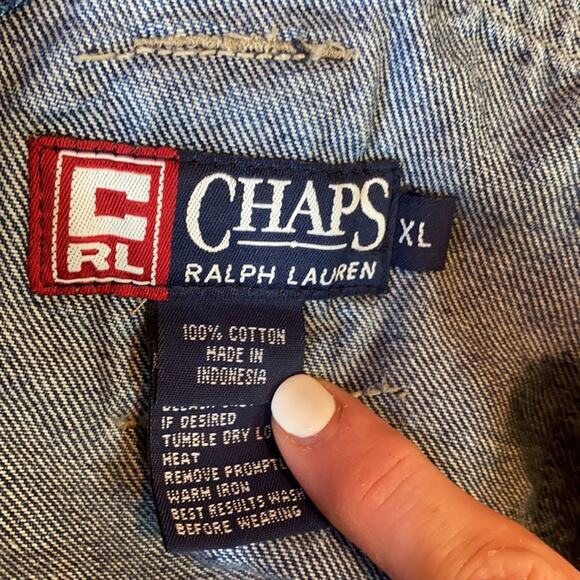 C
RL
CHAPS
RALPH LAUREN
XL
100% COTTON
MADE IN
INDONESIA
IF DESIRED
TUMBLE DRY
HEAT
REMOVE
WARM IRON
BEST RESULTS WASH
BEFORE WEARING